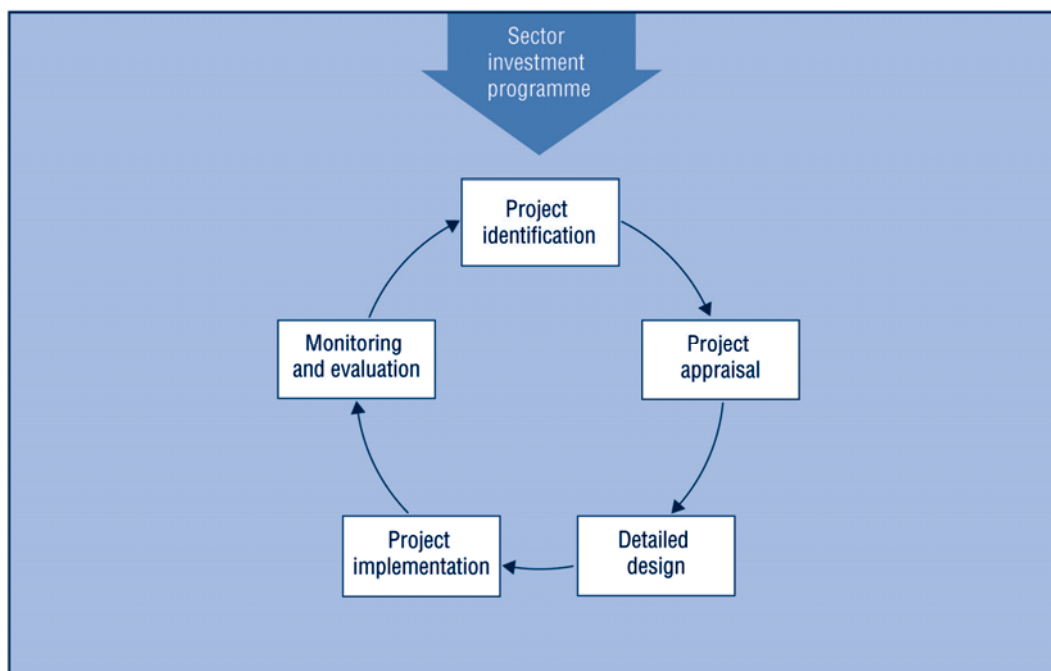 Sector
investment
programme
Project
identification
Project
appraisal
Detailed
design
Project
implementation
Monitoring
and evaluation